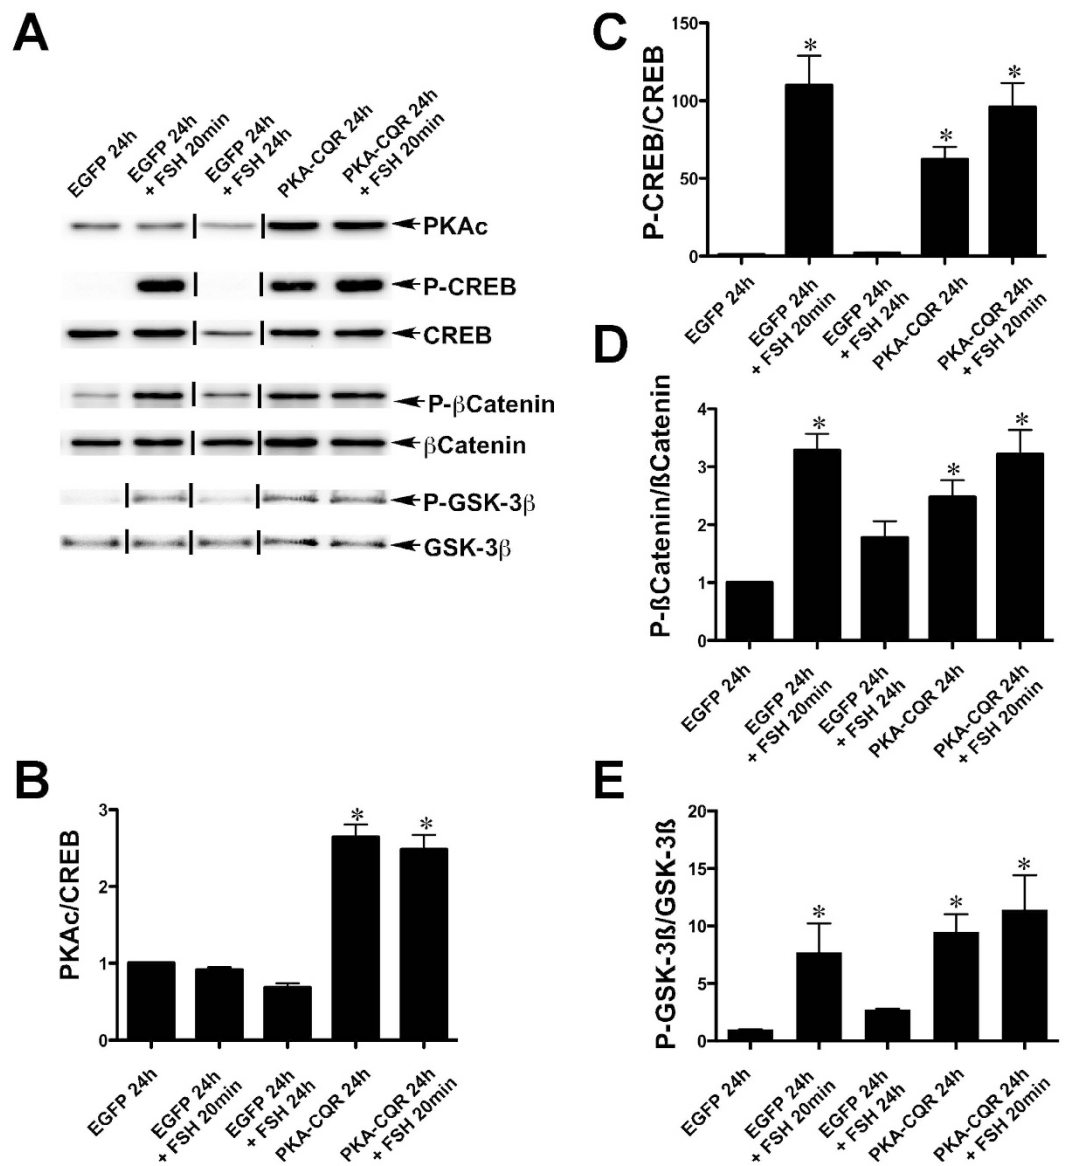 A
EGFP 24h
EGFP 24h
+ FSH 20min
EGFP 24h
+ FSH 24h
PKA-CQR 24h
PKA-CQR 24h
+ FSH 20min
PKAc
P-CREB
CREB
P-βCatenin
βCatenin
P-GSK-3β
GSK-3β
B
PKAc/CREB
3
2
1
0
*
*
EGFP 24h
EGFP 24h
+ FSH 20min
EGFP 24h
+ FSH 24h
PKA-CQR 24h
PKA-CQR 24h
+ FSH 20min
C
P-CREB/CREB
150
100
50
0
*
*
*
EGFP 24h
EGFP 24h
+ FSH 20min
EGFP 24h
+ FSH 24h
PKA-CQR 24h
PKA-CQR 24h
+ FSH 20min
D
P-ßCatenin/ßCatenin
4
3
2
1
0
*
*
*
EGFP 24h
EGFP 24h
+ FSH 20min
EGFP 24h
+ FSH 24h
PKA-CQR 24h
PKA-CQR 24h
+ FSH 20min
E
P-GSK-3ß/GSK-3ß
20
15
10
5
0
*
*
*
EGFP 24h
EGFP 24h
+ FSH 20min
EGFP 24h
+ FSH 24h
PKA-CQR 24h
PKA-CQR 24h
+ FSH 20min